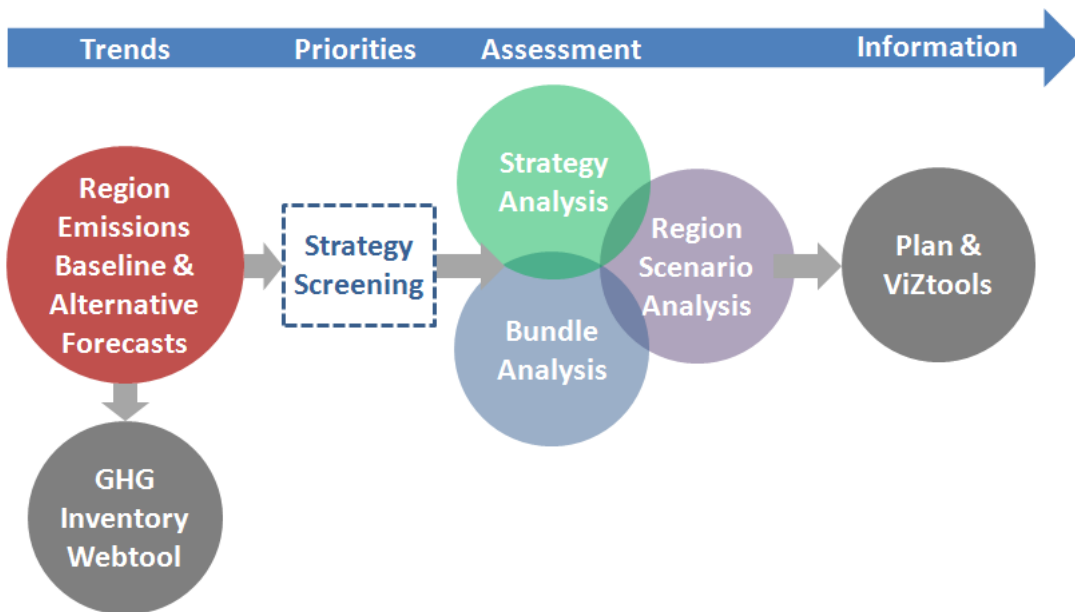 Trends
Priorities
Assessment
Information
Region
Emissions
Baseline &
Alternative
Forecasts
Strategy
Screening
Strategy
Analysis
Bundle
Analysis
Region
Scenario
Analysis
Plan &
ViZtools
GHG
Inventory
Webtool